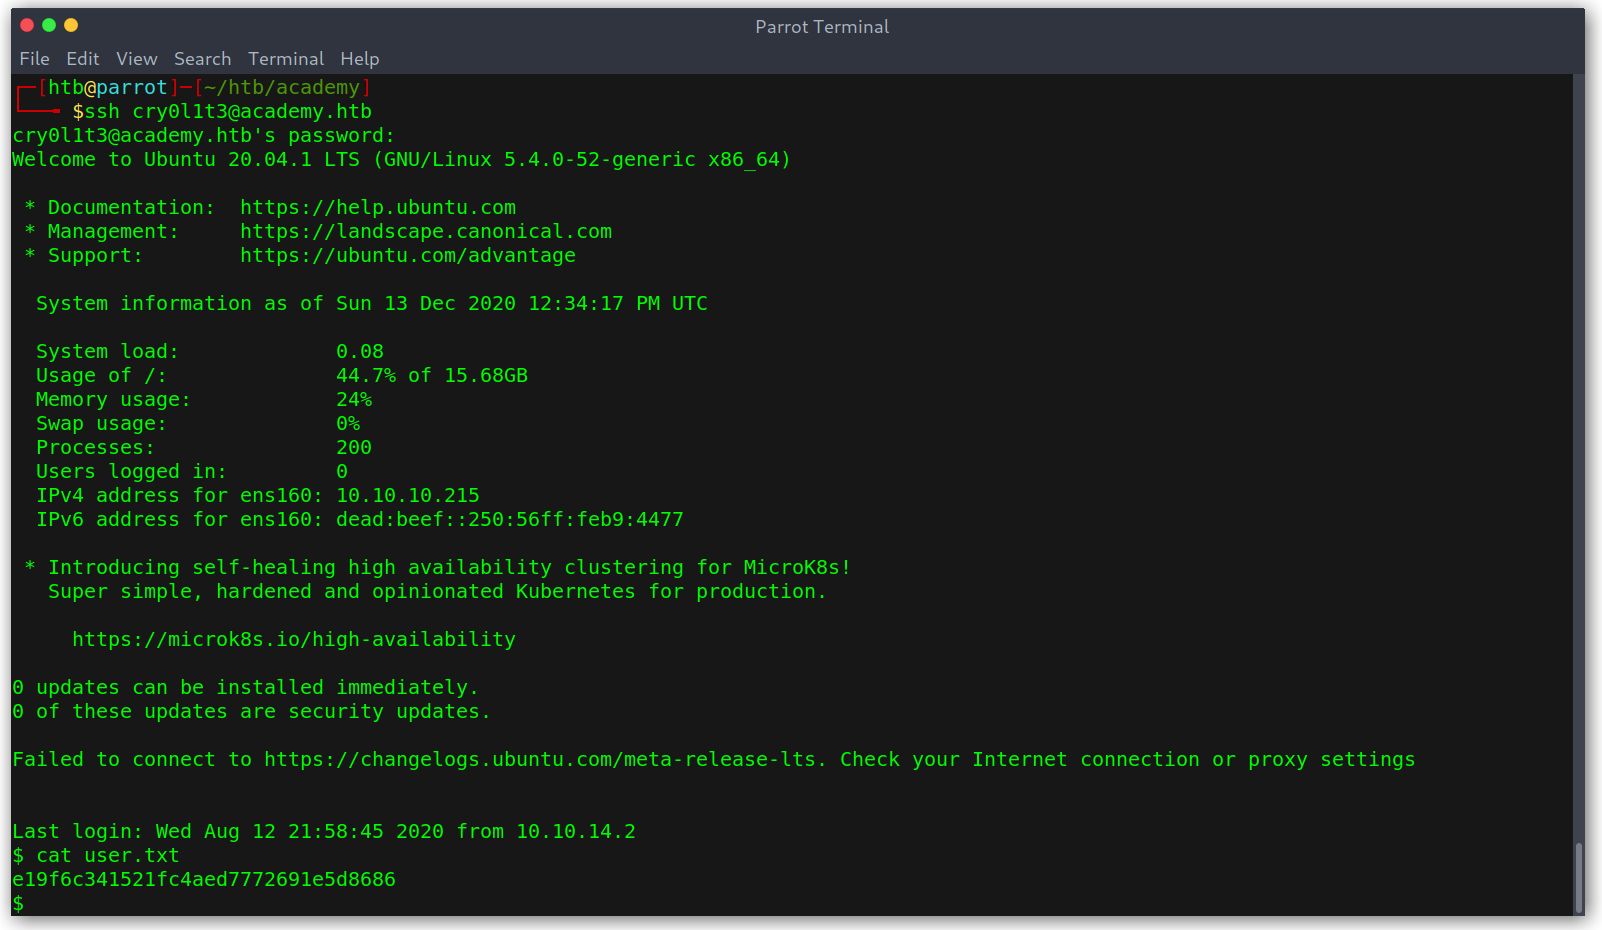 Parrot Terminal
File Edit View Search Terminal Help
┌─[htb@parrot]─[~/htb/academy]
└──╼ $ssh cry0l1t3@academy.htb
cry0l1t3@academy.htb's password:
Welcome to Ubuntu 20.04.1 LTS (GNU/Linux 5.4.0-52-generic x86_64)
* Documentation:  https://help.ubuntu.com
* Management:     https://landscape.canonical.com
* Support:        https://ubuntu.com/advantage
System information as of Sun 13 Dec 2020 12:34:17 PM UTC
System load:             0.08
Usage of /:              44.7% of 15.68GB
Memory usage:            24%
Swap usage:              0%
Processes:               200
Users logged in:         0
IPv4 address for ens160: 10.10.10.215
IPv6 address for ens160: dead:beef::250:56ff:feb9:4477
* Introducing self-healing high availability clustering for MicroK8s!
Super simple, hardened and opinionated Kubernetes for production.
https://microk8s.io/high-availability
0 updates can be installed immediately.
0 of these updates are security updates.
Failed to connect to https://changelogs.ubuntu.com/meta-release-lts. Check your Internet connection or proxy settings
Last login: Wed Aug 12 21:58:45 2020 from 10.10.14.2
$ cat user.txt
e19f6c341521fc4aed7772691e5d8686
$